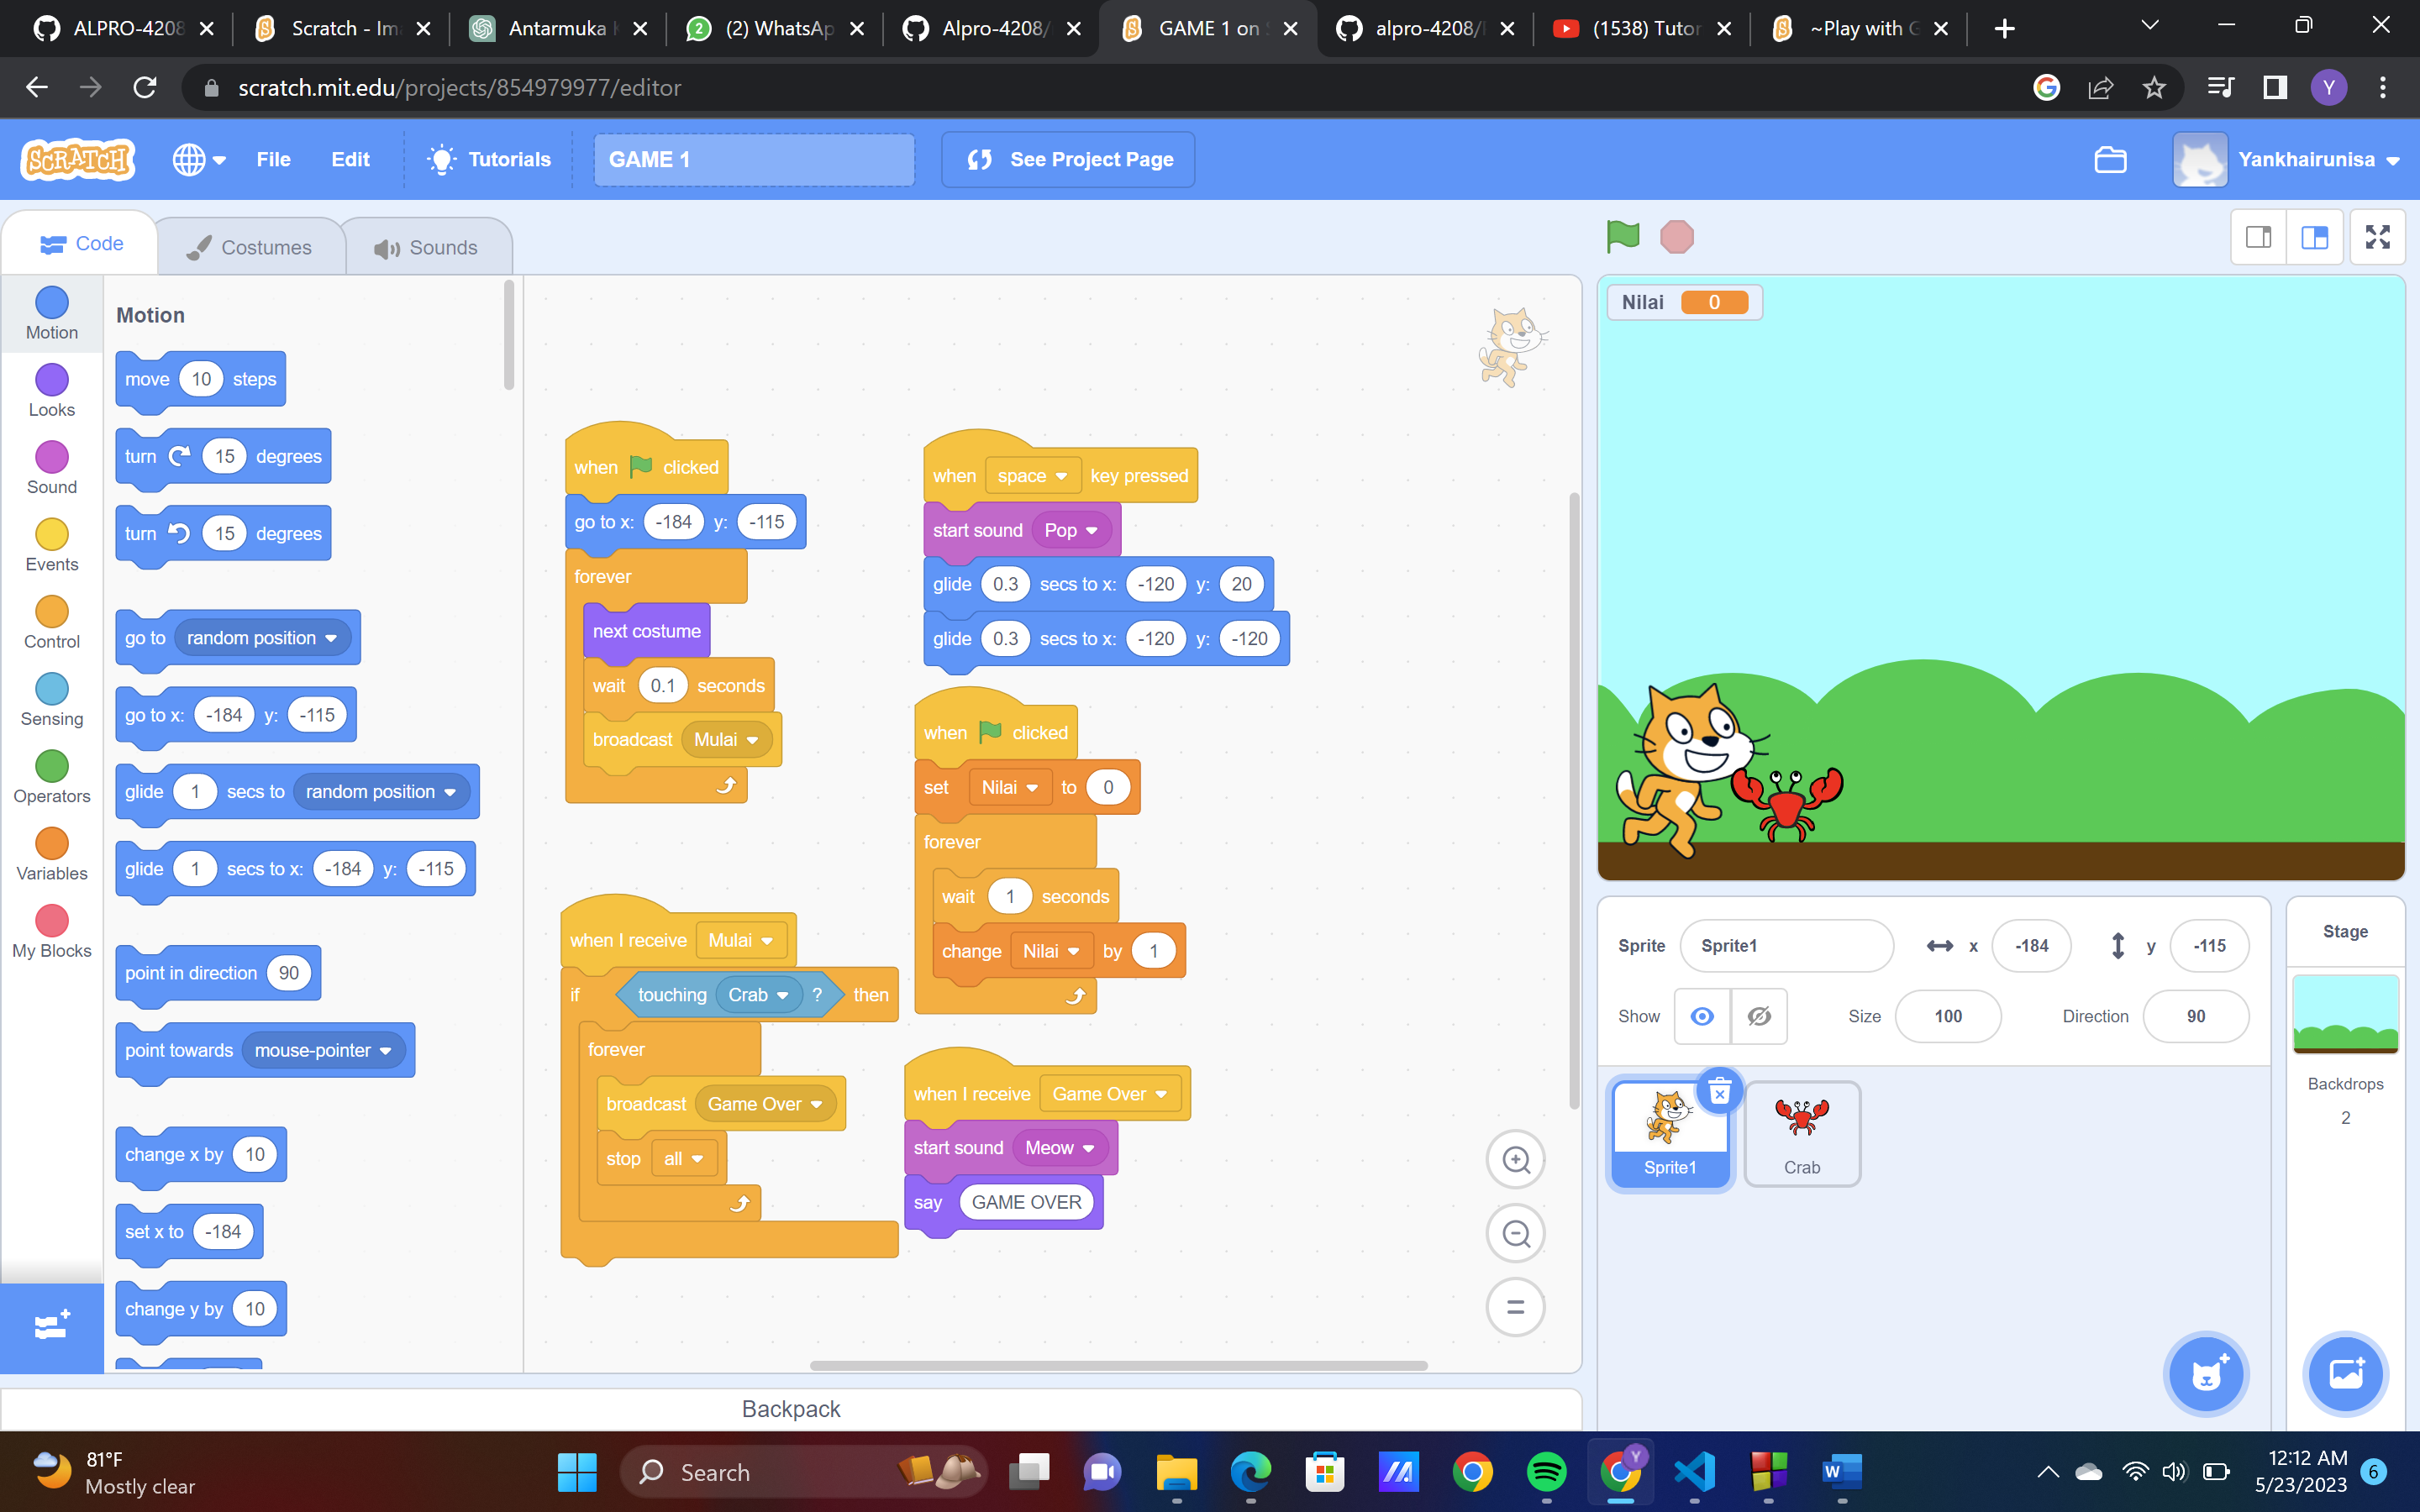 ALPRO-4208
Scratch - Im
Antarmuka
(2) WhatsAp
Alpro-4208/
GAME 1 on
alpro-4208/
(1538) Tutor
~Play with
scratch.mit.edu/projects/854979977/editor
Y
SCRATCH
File
Edit
Tutorials
GAME 1
See Project Page
Yankhairunisa
Code
Costumes
Sounds
Motion
Looks
Sound
Events
Control
Sensing
Operators
Variables
My Blocks
Motion
move 10 steps
turn 15 degrees
turn 15 degrees
go to random position
go to x: -184 y: -115
glide 1 secs to random position
glide 1 secs to x: -184 y: -115
point in direction 90
point towards mouse-pointer
change x by 10
set x to -184
change y by 10
when clicked
go to x: -184 y: -115
forever
next costume
wait 0.1 seconds
broadcast Mulai
when I receive Mulai
if touching Crab ? then
forever
broadcast Game Over
stop all
when space key pressed
start sound Pop
glide 0.3 secs to x: -120 y: 20
glide 0.3 secs to x: -120 y: -120
when clicked
set Nilai to 0
forever
wait 1 seconds
change Nilai by 1
when I receive Game Over
start sound Meow
say GAME OVER
Backpack
Nilai 0
Sprite Sprite1 x -184 y -115
Show Size 100 Direction 90
Sprite1
Crab
Stage
Backdrops
2
81°F
Mostly clear
Search
Y
12:12 AM
5/23/2023
6